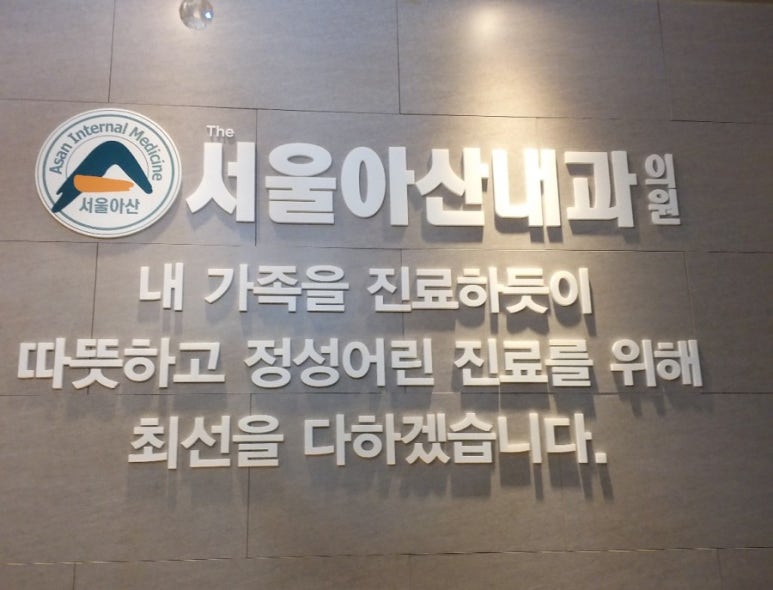 Asan Internal Medicine
서울아산
The
서울아산내과의원
내 가족을 진료하듯이
따뜻하고 정성어린 진료를 위해
최선을 다하겠습니다.